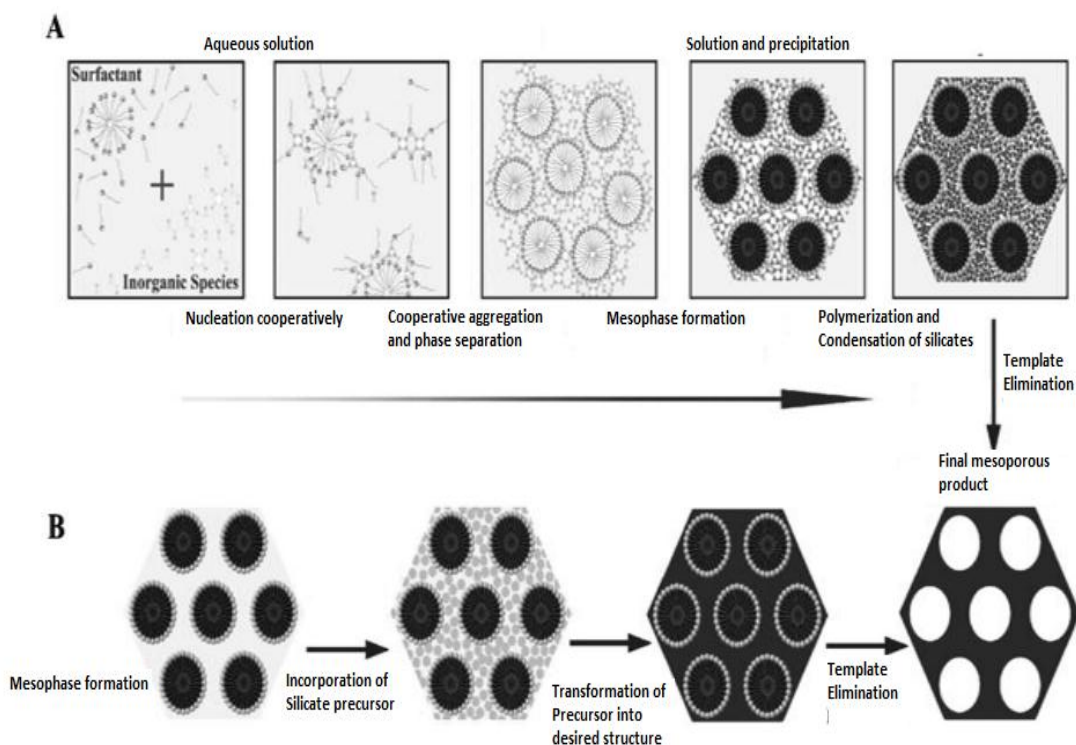 A
Aqueous solution
Solution and precipitation
Surfactant
+
Inorganic Species
Nucleation cooperatively
Cooperative aggregation
and phase separation
Mesophase formation
Polymerization and
Condensation of silicates
Template
Elimination
Final mesoporous
product
B
Mesophase formation
Incorporation of
Silicate precursor
Transformation of
Precursor into
desired structure
Template
Elimination